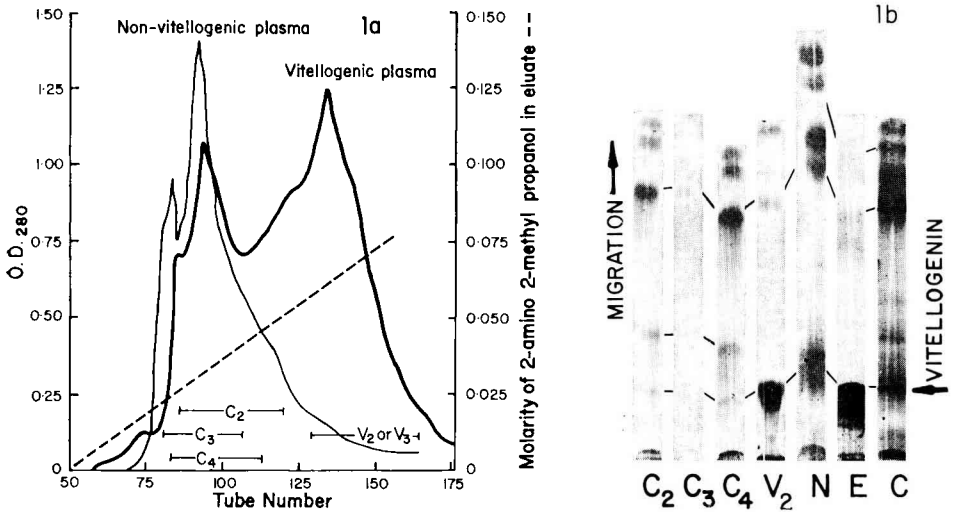 1a
Non-vitellogenic plasma
Vitellogenic plasma
O.D.280
1·50
1·25
1·00
0·75
0·50
0·25
0
0·150
0·125
0·100
0·075
0·050
0·025
0
Molarity of 2-amino 2-methyl propanol in eluate --
C2
C3
C4
V2 or V3
50 75 100 125 150 175
Tube Number
1b
MIGRATION
VITELLOGENIN
C2 C3 C4 V2 N E C